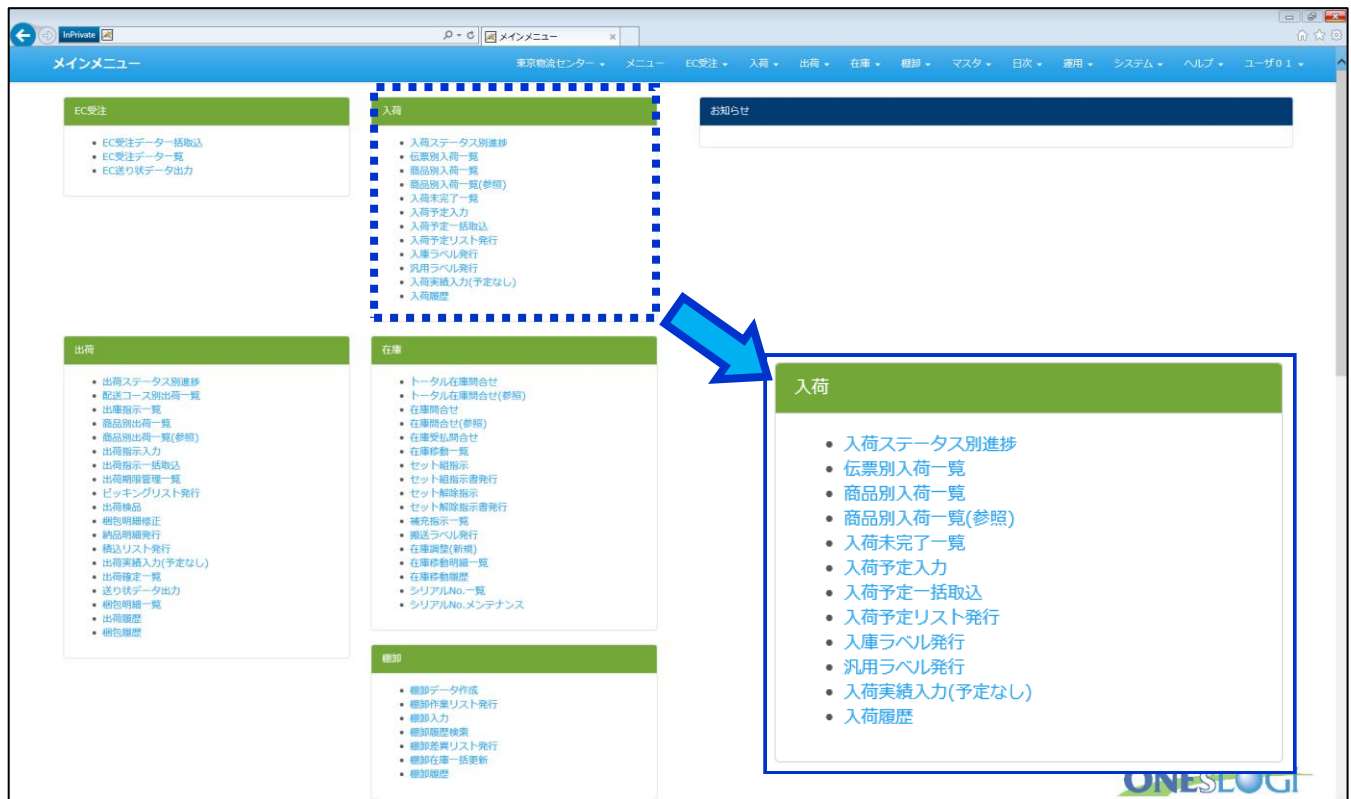 InPrivate
メインメニュー
メインメニュー 東京物流センター メニュー EC受注 入荷 出荷 在庫 棚卸 マスタ 日次 運用 システム ヘルプ ユーザ01
EC受注
EC受注データ一括取込
EC受注データ一覧
EC送り状データ出力
入荷
入荷ステータス別進捗
伝票別入荷一覧
商品別入荷一覧
商品別入荷一覧(参照)
入荷未完了一覧
入荷予定入力
入荷予定一括取込
入荷予定リスト発行
入庫ラベル発行
汎用ラベル発行
入荷実績入力(予定なし)
入荷履歴
お知らせ
出荷
出荷ステータス別進捗
配送コース別出荷一覧
出庫指示一覧
商品別出荷一覧
商品別出荷一覧(参照)
出荷指示入力
出荷指示一括取込
出荷期限管理一覧
ピッキングリスト発行
出荷検品
梱包明細修正
納品明細発行
積込リスト発行
出荷実績入力(予定なし)
出荷確定一覧
送り状データ出力
梱包明細一覧
出荷履歴
梱包履歴
在庫
トータル在庫問合せ
トータル在庫問合せ(参照)
在庫問合せ
在庫問合せ(参照)
在庫受払問合せ
在庫移動一覧
セット組指示
セット組指示書発行
セット解除指示
セット解除指示書発行
補充指示一覧
搬送ラベル発行
在庫調整(新規)
在庫移動明細一覧
在庫移動履歴
シリアルNo.一覧
シリアルNo.メンテナンス
棚卸
棚卸データ作成
棚卸作業リスト発行
棚卸入力
棚卸履歴検索
棚卸差異リスト発行
棚卸在庫一括更新
棚卸履歴
入荷
入荷ステータス別進捗
伝票別入荷一覧
商品別入荷一覧
商品別入荷一覧(参照)
入荷未完了一覧
入荷予定入力
入荷予定一括取込
入荷予定リスト発行
入庫ラベル発行
汎用ラベル発行
入荷実績入力(予定なし)
入荷履歴
ONESLOGI